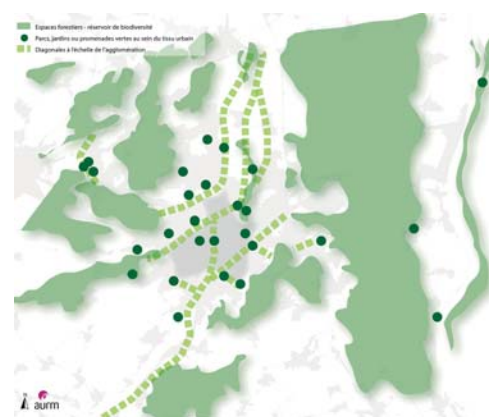 Espaces forestiers - réservoir de biodiversité
Parcs, jardins ou promenades vertes au sein du tissu urbain
Diagonales à l'échelle de l'agglomération
N
aurm